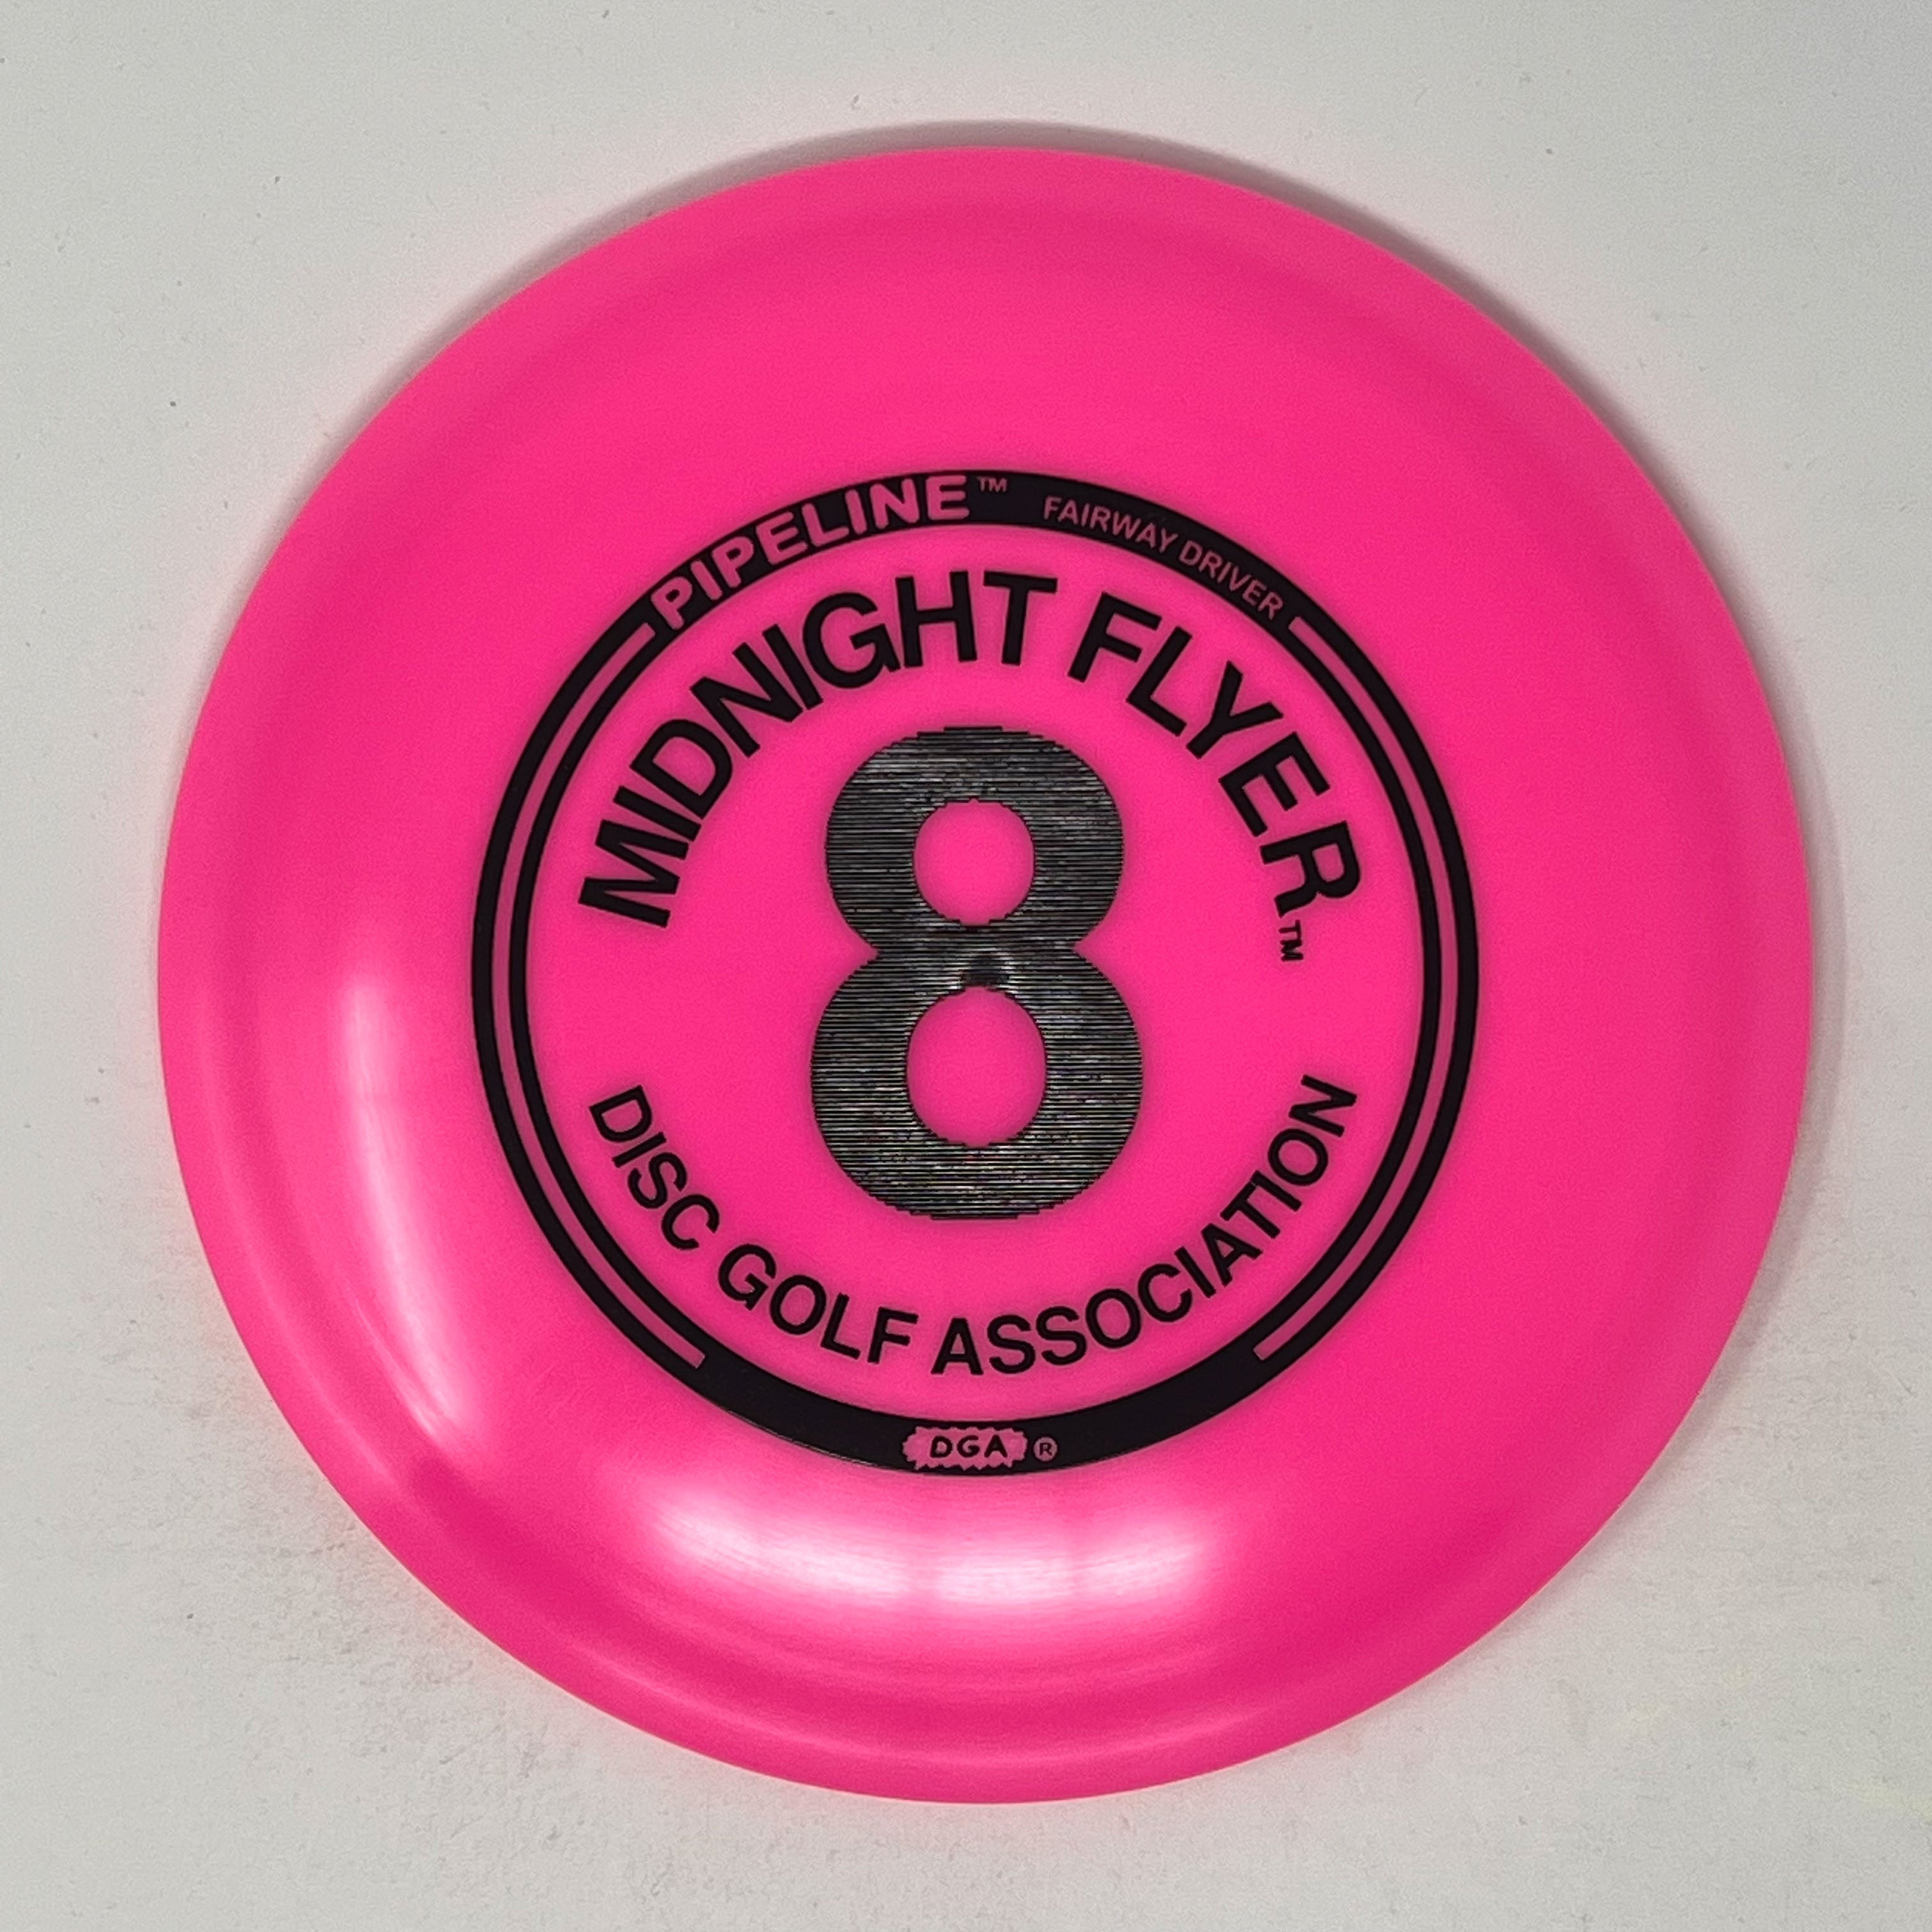 PIPELINE™ FAIRWAY DRIVER
MIDNIGHT FLYER™
8
DISC GOLF ASSOCIATION
DGA®